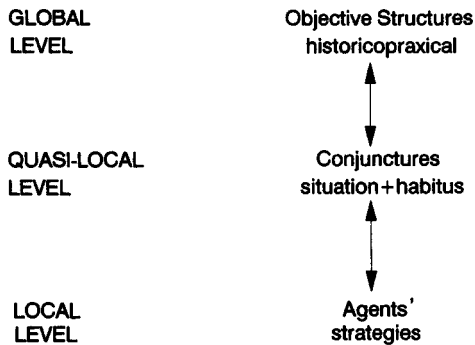 GLOBAL Objective Structures
LEVEL historicopraxical
QUASI-LOCAL Conjunctures
LEVEL situation+habitus
LOCAL Agents'
LEVEL strategies